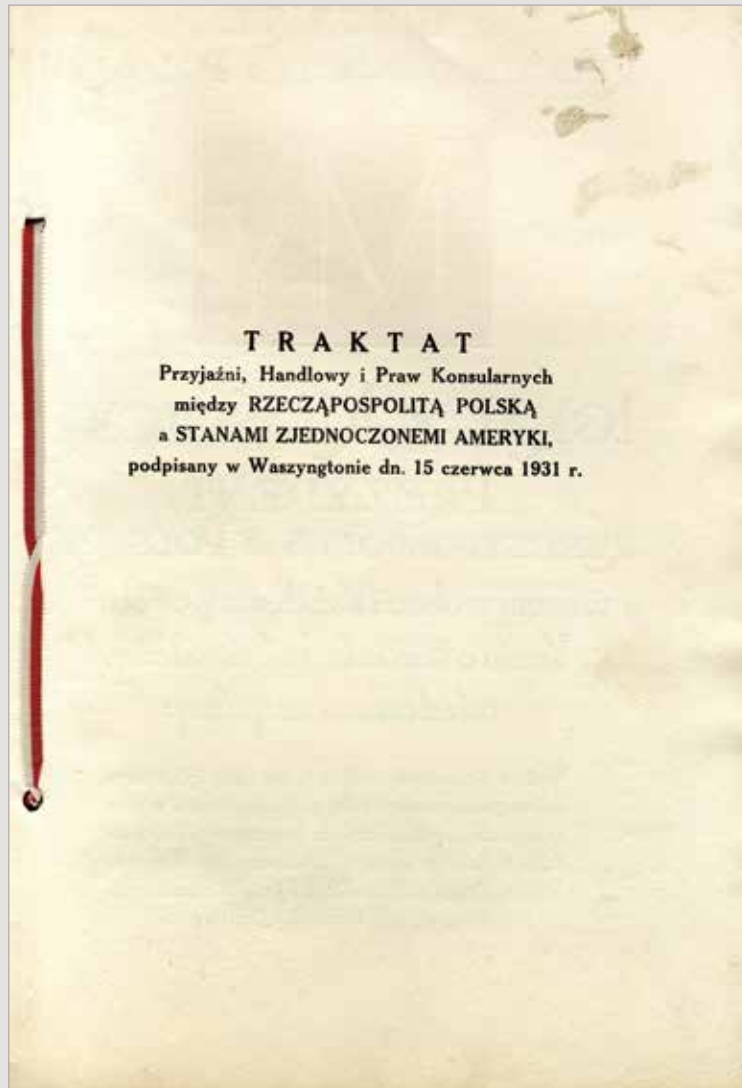 TRAKTAT
Przyjaźni, Handlowy i Praw Konsularnych
między RZECZĄPOSPOLITĄ POLSKĄ
a STANAMI ZJEDNOCZONEMI AMERYKI,
podpisany w Waszyngtonie dn. 15 czerwca 1931 r.